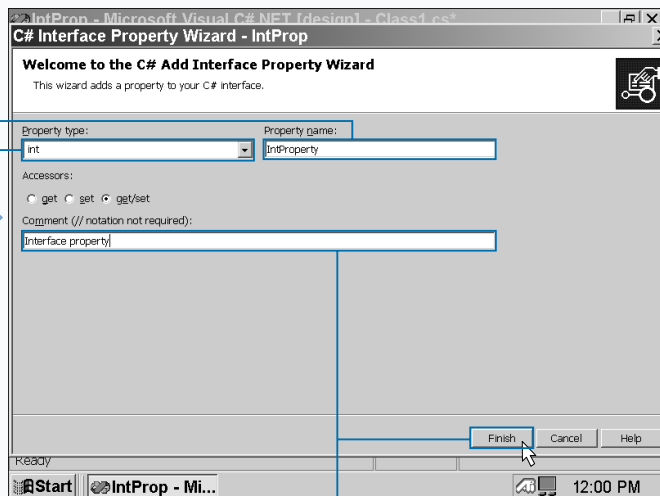 IntProp - Microsoft Visual C# .NET [design] - Class1.cs*
C# Interface Property Wizard - IntProp
Welcome to the C# Add Interface Property Wizard
This wizard adds a property to your C# interface.
Property type:
Property name:
int
IntProperty
Accessors:
get set get/set
Comment (// notation not required):
Interface property
Finish Cancel Help
Ready
Start IntProp - Mi... 12:00 PM